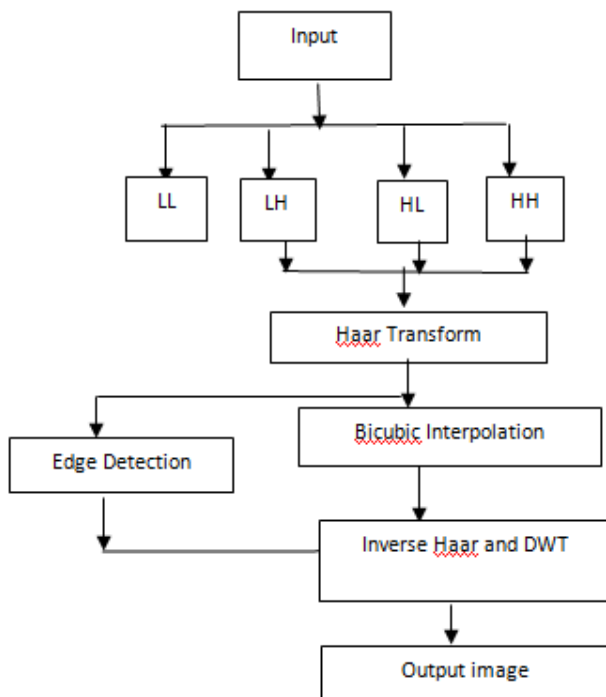 Input
LL
LH
HL
HH
Haar Transform
Bicubic Interpolation
Edge Detection
Inverse Haar and DWT
Output image